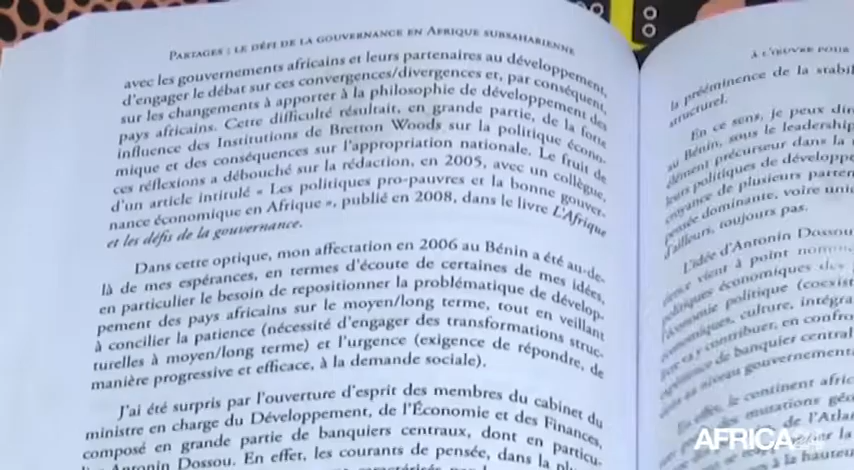 PARTAGES : LE DÉFI DE LA GOUVERNANCE EN AFRIQUE SUBSAHARIENNE
avec les gouvernements africains et leurs partenaires au développement,
d'engager le débat sur ces convergences/divergences et, par conséquent,
sur les changements à apporter à la philosophie de développement des
pays africains. Cette difficulté résultait, en grande partie, de la forte
influence des Institutions de Bretton Woods sur la politique écono-
mique et des conséquences sur l'appropriation nationale. Le fruit de
ces réflexions a débouché sur la rédaction, en 2005, avec un collègue,
d'un article intitulé « Les politiques pro-pauvres et la bonne gouver-
nance économique en Afrique », publié en 2008, dans le livre L'Afrique
et les défis de la gouvernance.
Dans cette optique, mon affectation en 2006 au Bénin a été au-de-
là de mes espérances, en termes d'écoute de certaines de mes idées,
en particulier le besoin de repositionner la problématique de dévelop-
pement des pays africains sur le moyen/long terme, tout en veillant
à concilier la patience (nécessité d'engager des transformations struc-
turelles à moyen/long terme) et l'urgence (exigence de répondre, de
manière progressive et efficace, à la demande sociale).
J'ai été surpris par l'ouverture d'esprit des membres du cabinet du
ministre en charge du Développement, de l'Économie et des Finances,
composé en grande partie de banquiers centraux, dont en particu-
Antonin Dossou. En effet, les courants de pensée, dans la
À L'ŒUVRE POUR
la prééminence de la stabil
structurel.
En ce sens, je peux dir
au Bénin, sous le leadership
élément précurseur dans la
leurs politiques de développe
croyance de plusieurs parten
pensée dominante, voire uni
d'ailleurs, toujours pas.
L'idée d'Antonin Dossou
vient à point
politiques économiques des
économie politique (coexist
économiques, culture, intégra
contribuer, en confro
de banquier central
niveau gouvernement
En effet, le continent afric
mutations
de l'Atla
la hauteu
AFRICA24